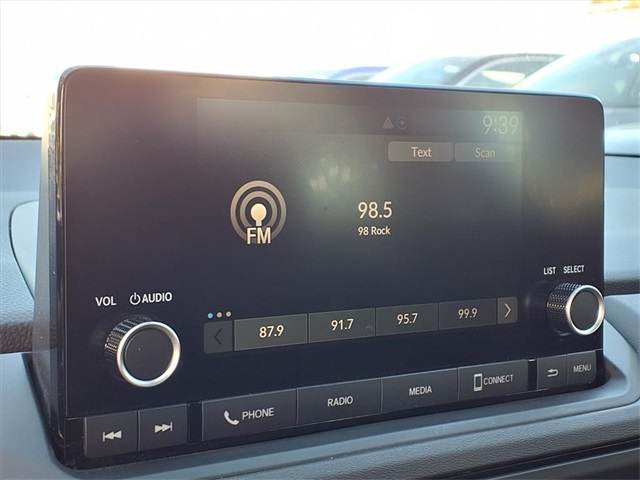 9:39
Text Scan
98.5
98 Rock
FM
LIST SELECT
VOL AUDIO
87.9 91.7 95.7 99.9
PHONE RADIO MEDIA CONNECT MENU